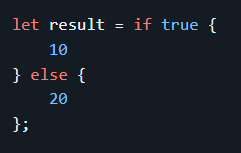 let result = if true {
    10
} else {
    20
};